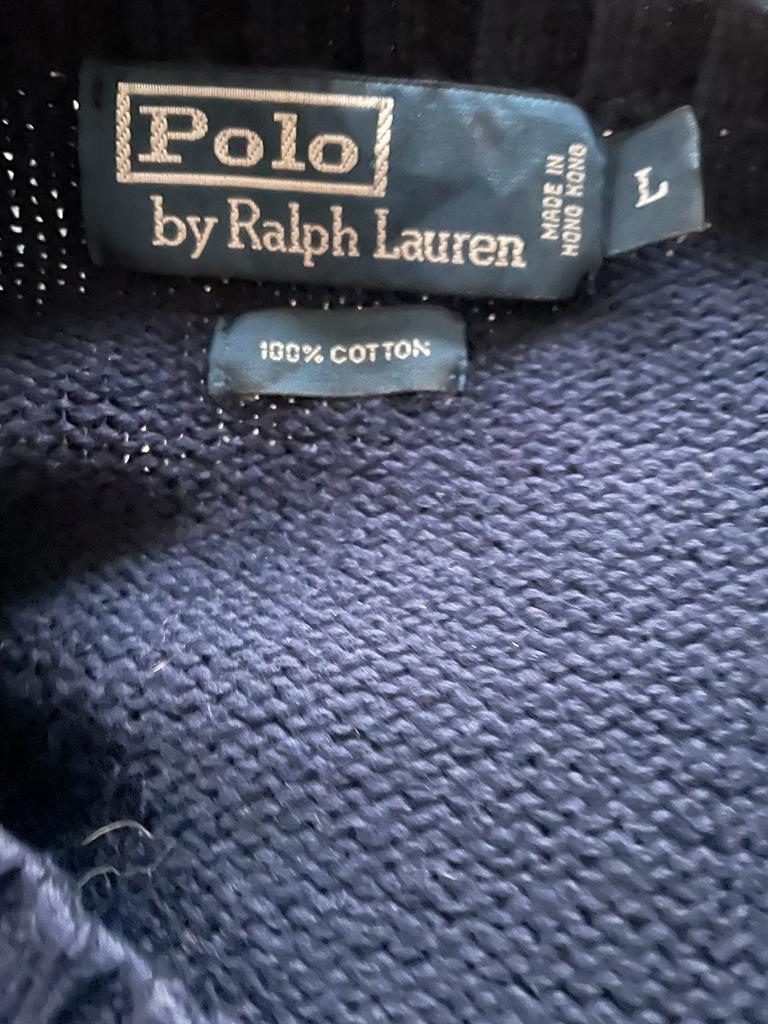 Polo
by Ralph Lauren
MADE IN
HONG KONG
L
100% COTTON